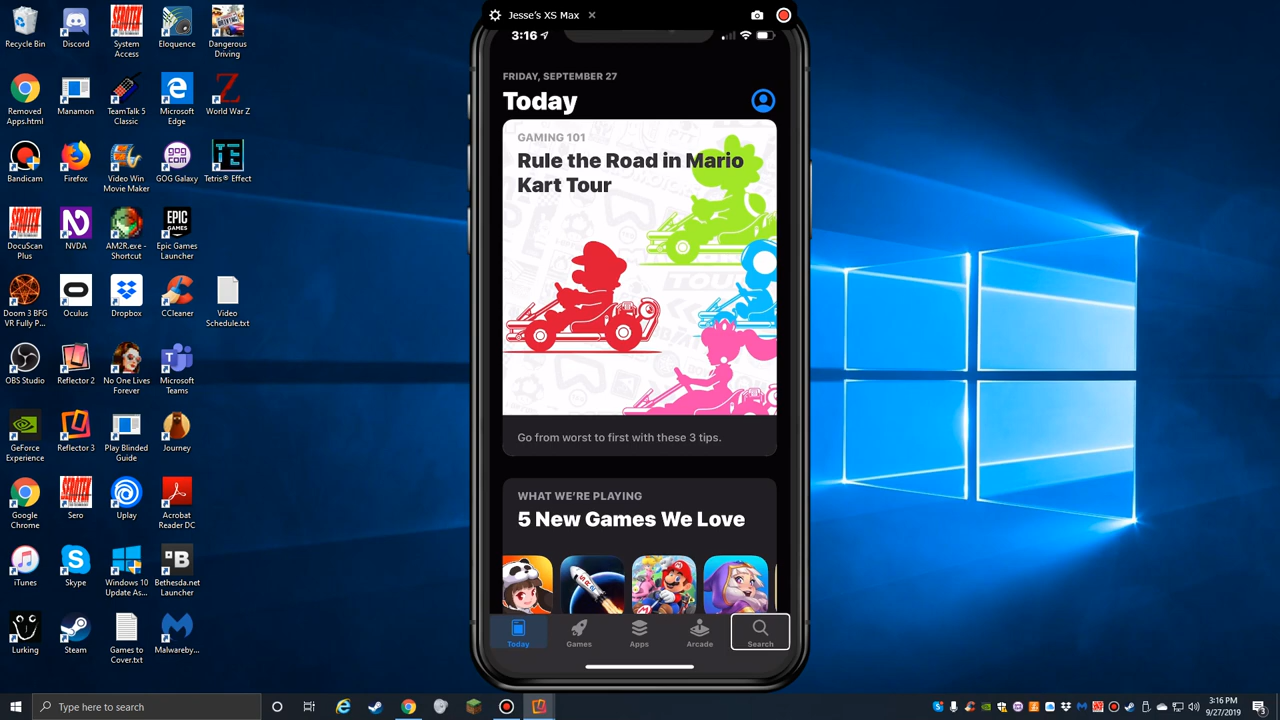 Recycle Bin
Discord
System Access
Eloquence
Dangerous Driving
Removed Apps.html
Manamon
TeamTalk 5 Classic
Microsoft Edge
World War Z
Bandicam
Firefox
Video Win Movie Maker
GOG Galaxy
Tetris® Effect
DocuScan Plus
NVDA
AM2R.exe - Shortcut
Epic Games Launcher
Doom 3 BFG VR Fully P...
Oculus
Dropbox
CCleaner
Video Schedule.txt
OBS Studio
Reflector 2
No One Lives Forever
Microsoft Teams
GeForce Experience
Reflector 3
Play Blinded Guide
Journey
Google Chrome
Sero
Uplay
Acrobat Reader DC
iTunes
Skype
Windows 10 Update As...
Bethesda.net Launcher
Lurking
Steam
Games to Cover.txt
Malwareby...
Jesse's XS Max
3:16
FRIDAY, SEPTEMBER 27
Today
GAMING 101
Rule the Road in Mario
Kart Tour
Go from worst to first with these 3 tips.
WHAT WE'RE PLAYING
5 New Games We Love
Today
Games
Apps
Arcade
Search
Type here to search
3:16 PM
9/27/2019